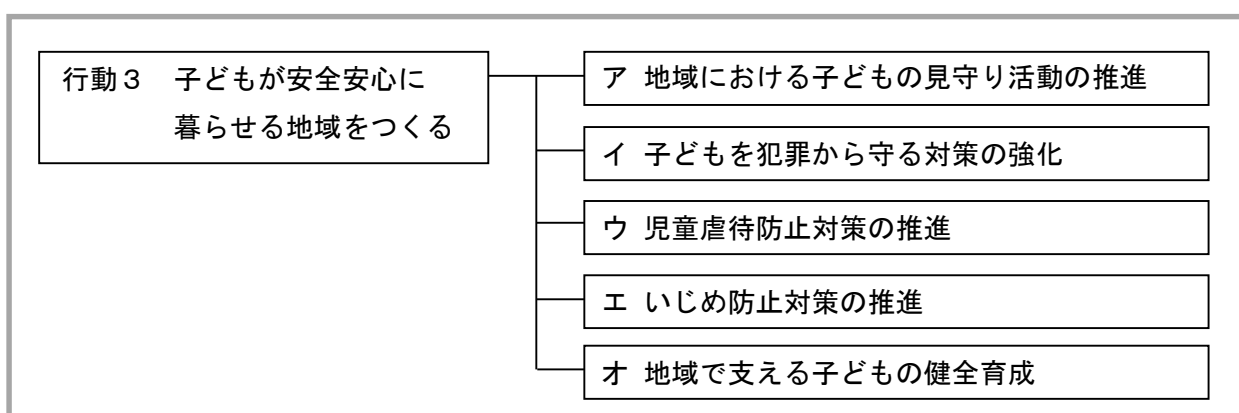 行動３　子どもが安全安心に
暮らせる地域をつくる
ア 地域における子どもの見守り活動の推進
イ 子どもを犯罪から守る対策の強化
ウ 児童虐待防止対策の推進
エ いじめ防止対策の推進
オ 地域で支える子どもの健全育成